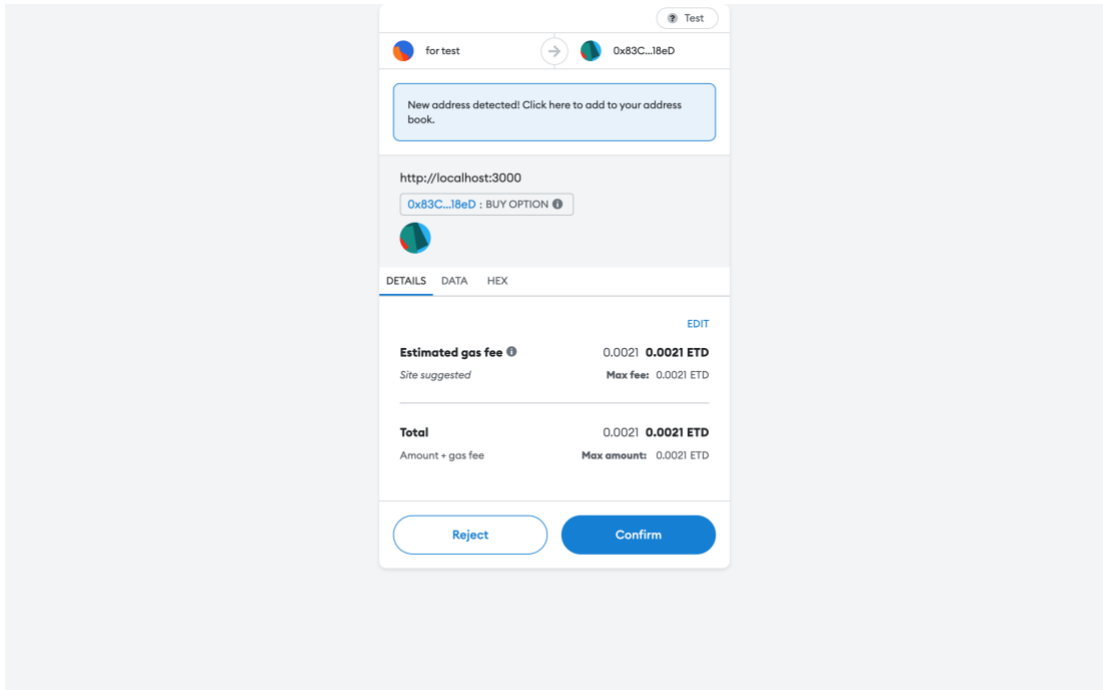 Test
for test
0x83C...18eD
New address detected! Click here to add to your address
book.
http://localhost:3000
0x83C...18eD : BUY OPTION
DETAILS DATA HEX
EDIT
Estimated gas fee 0.0021 0.0021 ETD
Site suggested Max fee: 0.0021 ETD
Total 0.0021 0.0021 ETD
Amount + gas fee Max amount: 0.0021 ETD
Reject Confirm